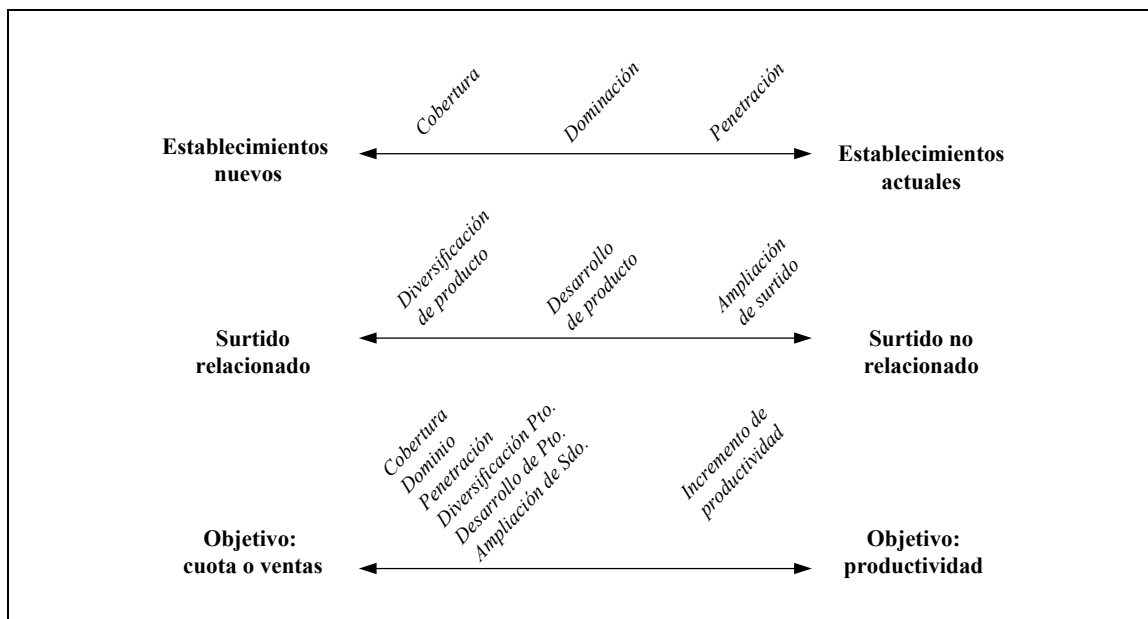 Cobertura
Dominación
Penetración
Establecimientos
nuevos
Establecimientos
actuales
Diversificación
de producto
Desarrollo
de producto
Ampliación
de surtido
Surtido
relacionado
Surtido no
relacionado
Cobertura
Dominio
Penetración
Diversificación Pto.
Desarrollo de Pto.
Ampliación de Sdo.
Incremento de
productividad
Objetivo:
cuota o ventas
Objetivo:
productividad